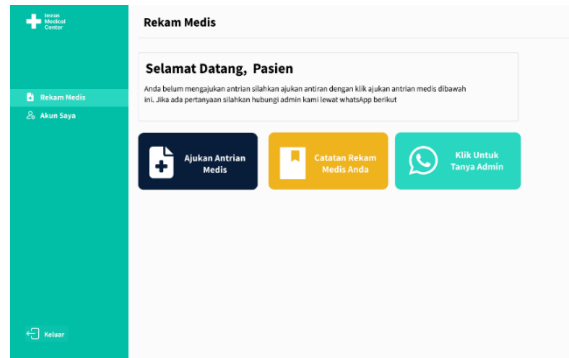 Medical
Center
Rekam Medis
Akun Saya
Keluar
Rekam Medis
Selamat Datang, Pasien
Anda belum mengajukan antrian silahkan ajukan antiran dengan klik ajukan antrian medis dibawah
ini. Jika ada pertanyaan silahkan hubungi admin kami lewat whatsApp berikut
Ajukan Antrian
Medis
Catatan Rekam
Medis Anda
Klik Untuk
Tanya Admin